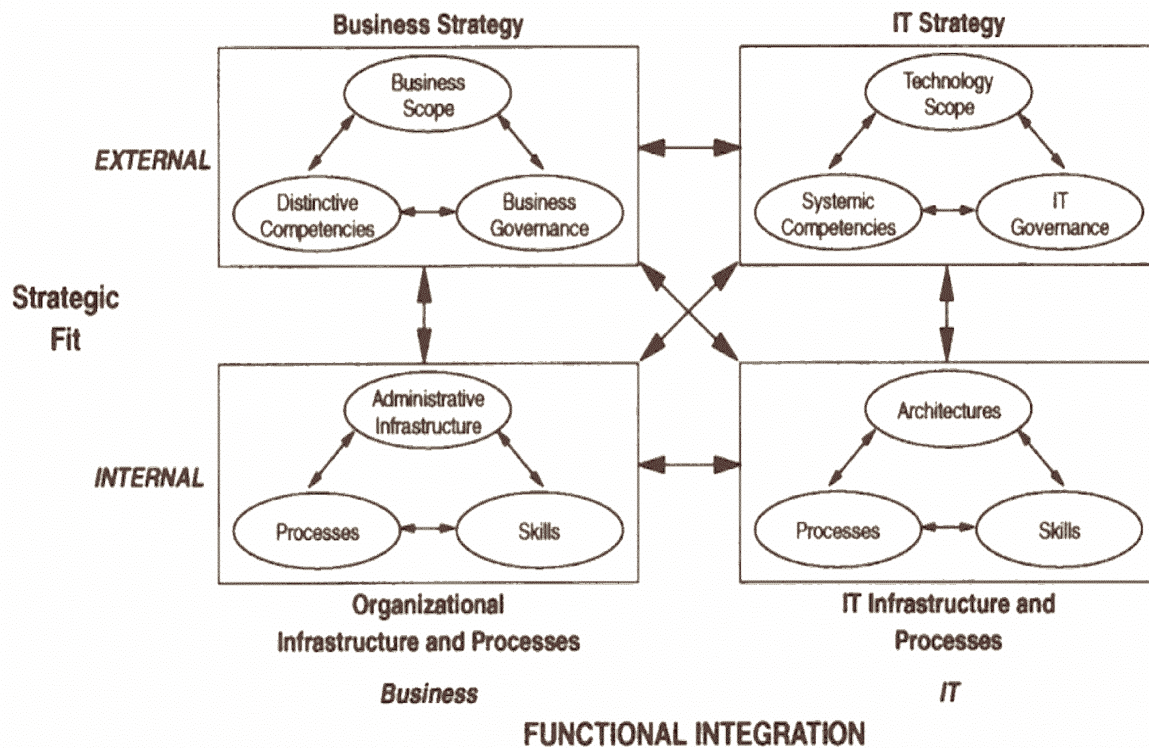 Business Strategy
IT Strategy
Business
Scope
Technology
Scope
EXTERNAL
Distinctive
Competencies
Business
Governance
Systemic
Competencies
IT
Governance
Strategic
Fit
Administrative
Infrastructure
Architectures
INTERNAL
Processes
Skills
Processes
Skills
Organizational
Infrastructure and Processes
IT Infrastructure and
Processes
Business
IT
FUNCTIONAL INTEGRATION